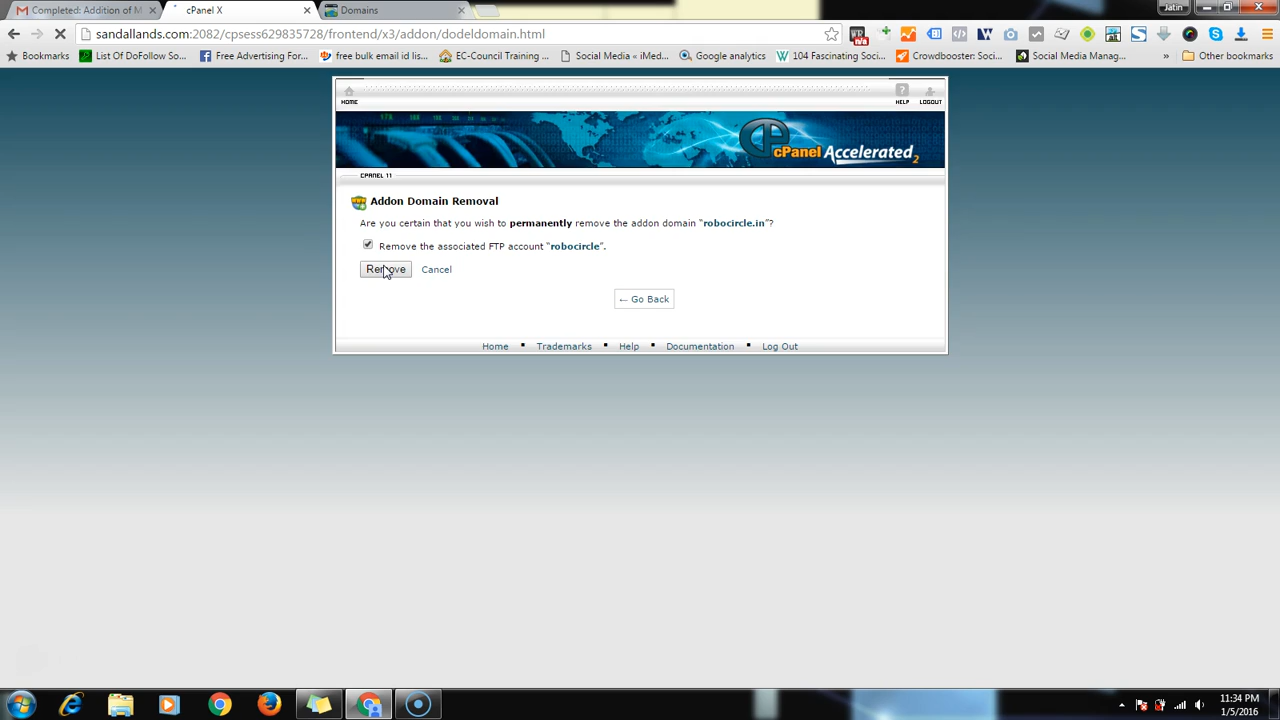 Completed: Addition of M
cPanel X
Domains
Jatin
sandallands.com:2082/cpsess629835728/frontend/x3/addon/dodeldomain.html
Bookmarks
List Of DoFollow So...
Free Advertising For...
free bulk email id lis...
EC-Council Training ...
Social Media « iMed...
Google analytics
104 Fascinating Soci...
Crowdbooster: Soci...
Social Media Manag...
»
Other bookmarks
HOME
HELP
LOGOUT
cPanel Accelerated2
CPANEL 11
Addon Domain Removal
Are you certain that you wish to permanently remove the addon domain “robocircle.in”?
Remove the associated FTP account “robocircle”.
Remove Cancel
← Go Back
Home ▪ Trademarks ▪ Help ▪ Documentation ▪ Log Out
11:34 PM
1/5/2016